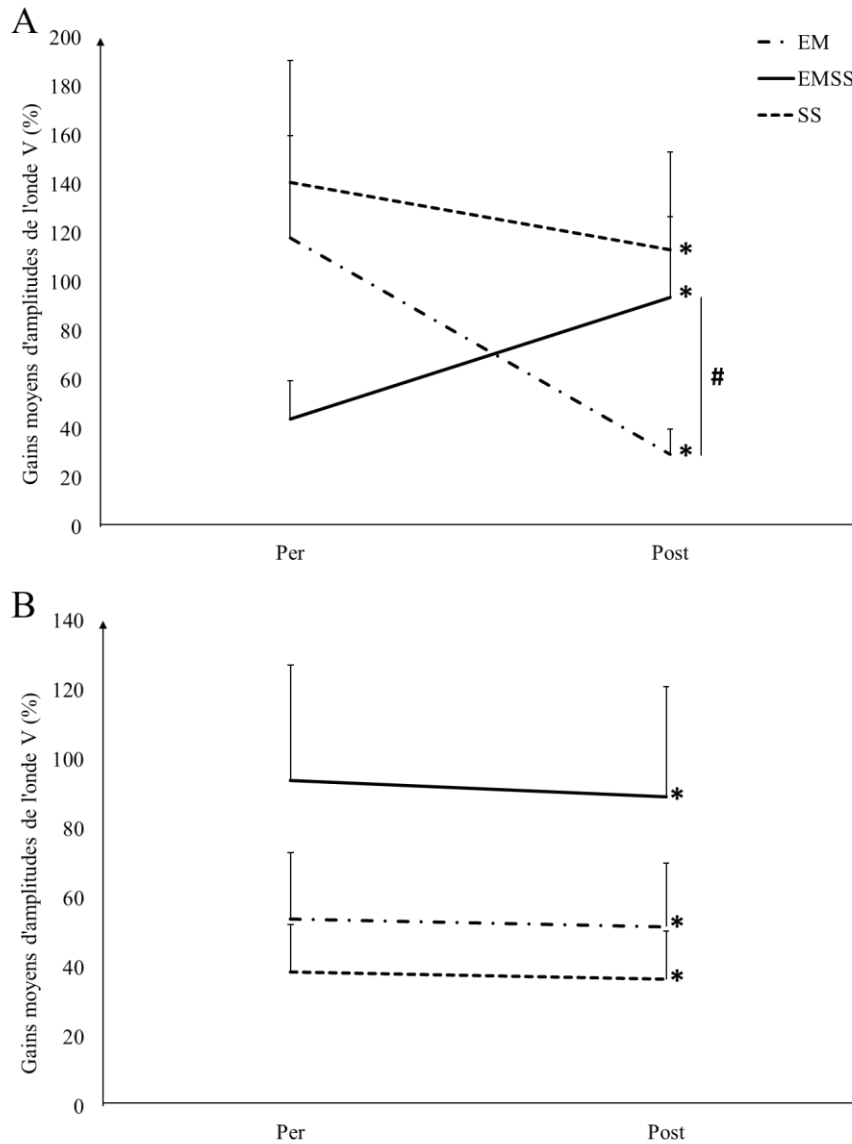 A
Gains moyens d'amplitudes de l'onde V (%)
200
180
160
140
120
100
80
60
40
20
0
EM
EMSS
SS
*
*
#
*
Per
Post
B
Gains moyens d'amplitudes de l'onde V (%)
140
120
100
80
60
40
20
0
*
*
*
Per
Post